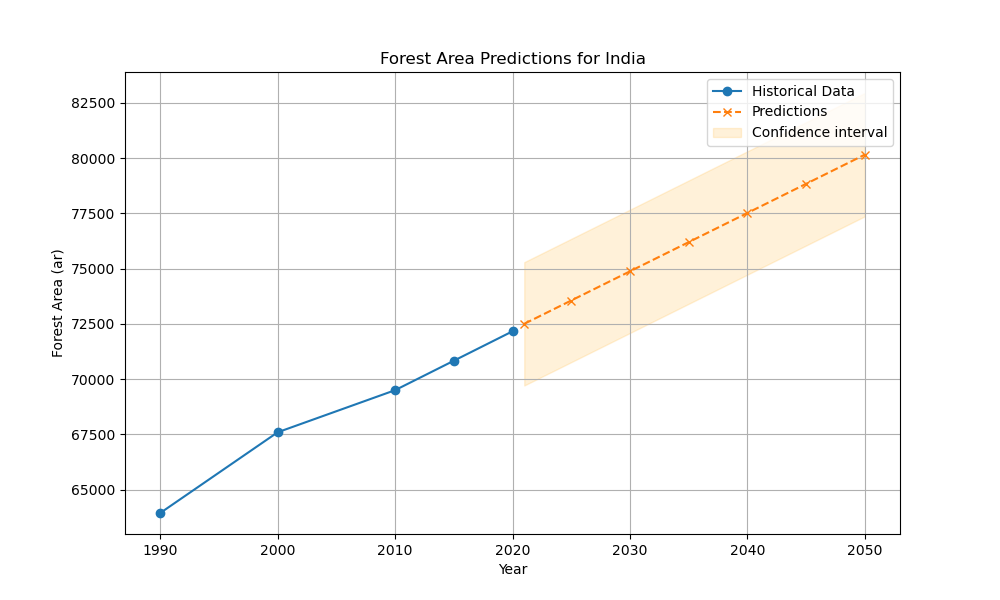 Forest Area Predictions for India
Historical Data
Predictions
Confidence interval
82500
80000
77500
75000
72500
70000
67500
65000
Forest Area (ar)
1990 2000 2010 2020 2030 2040 2050
Year